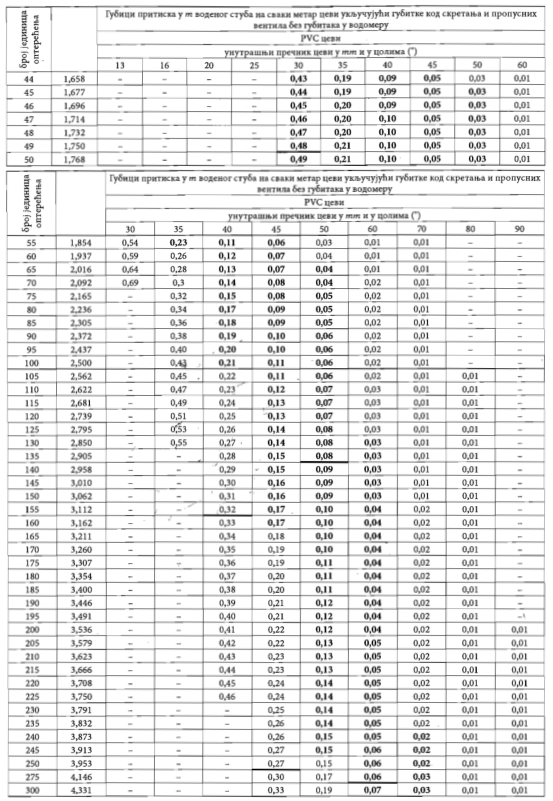 број јединица оптерећења
Губици притиска у m воденог стуба на сваки метар цеви укључујући губитке код скретања и пропусних вентила без губитака у водомеру
PVC цеви
унутрашњи пречник цеви у mm и у цолима (")
13 16 20 25 30 35 40 45 50 60
44 1,658 – – – – 0,43 0,19 0,09 0,05 0,03 0,01
45 1,677 – – – – 0,44 0,19 0,09 0,05 0,03 0,01
46 1,696 – – – – 0,45 0,20 0,09 0,05 0,03 0,01
47 1,714 – – – – 0,46 0,20 0,10 0,05 0,03 0,01
48 1,732 – – – – 0,47 0,20 0,10 0,05 0,03 0,01
49 1,750 – – – – 0,48 0,21 0,10 0,05 0,03 0,01
50 1,768 – – – – 0,49 0,21 0,10 0,05 0,03 0,01
број јединица оптерећења
Губици притиска у m воденог стуба на сваки метар цеви укључујући губитке код скретања и пропусних вентила без губитака у водомеру
PVC цеви
унутрашњи пречник цеви у mm и у цолима (")
30 35 40 45 50 60 70 80 90
55 1,854 0,54 0,23 0,11 0,06 0,03 0,01 0,01 – –
60 1,937 0,59 0,26 0,12 0,07 0,04 0,01 0,01 – –
65 2,016 0,64 0,28 0,13 0,07 0,04 0,01 0,01 – –
70 2,092 0,69 0,3 0,14 0,08 0,04 0,02 0,01 – –
75 2,165 – 0,32 0,15 0,08 0,05 0,02 0,01 – –
80 2,236 – 0,34 0,17 0,09 0,05 0,02 0,01 – –
85 2,305 – 0,36 0,18 0,09 0,05 0,02 0,01 – –
90 2,372 – 0,38 0,19 0,10 0,06 0,02 0,01 – –
95 2,437 – 0,40 0,20 0,10 0,06 0,02 0,01 – –
100 2,500 – 0,43 0,21 0,11 0,06 0,02 0,01 – –
105 2,562 – 0,45 0,22 0,11 0,06 0,02 0,01 0,01 –
110 2,622 – 0,47 0,23 0,12 0,07 0,03 0,01 0,01 –
115 2,681 – 0,49 0,24 0,13 0,07 0,03 0,01 0,01 –
120 2,739 – 0,51 0,25 0,13 0,07 0,03 0,01 0,01 –
125 2,795 – 0,53 0,26 0,14 0,08 0,03 0,01 0,01 –
130 2,850 – 0,55 0,27 0,14 0,08 0,03 0,01 0,01 –
135 2,905 – – 0,28 0,15 0,08 0,03 0,01 0,01 –
140 2,958 – – 0,29 0,15 0,09 0,03 0,01 0,01 –
145 3,010 – – 0,30 0,16 0,09 0,03 0,01 0,01 –
150 3,062 – – 0,31 0,16 0,09 0,03 0,01 0,01 –
155 3,112 – – 0,32 0,17 0,10 0,04 0,02 0,01 –
160 3,162 – – 0,33 0,17 0,10 0,04 0,02 0,01 –
165 3,211 – – 0,34 0,18 0,10 0,04 0,02 0,01 –
170 3,260 – – 0,35 0,19 0,10 0,04 0,02 0,01 –
175 3,307 – – 0,36 0,19 0,11 0,04 0,02 0,01 –
180 3,354 – – 0,37 0,20 0,11 0,04 0,02 0,01 –
185 3,400 – – 0,38 0,20 0,11 0,04 0,02 0,01 –
190 3,446 – – 0,39 0,21 0,12 0,04 0,02 0,01 –
195 3,491 – – 0,40 0,21 0,12 0,04 0,02 0,01 –
200 3,536 – – 0,41 0,22 0,12 0,04 0,02 0,01 0,01
205 3,579 – – 0,42 0,22 0,13 0,05 0,02 0,01 0,01
210 3,623 – – 0,43 0,23 0,13 0,05 0,02 0,01 0,01
215 3,666 – – 0,44 0,23 0,13 0,05 0,02 0,01 0,01
220 3,708 – – 0,45 0,24 0,14 0,05 0,02 0,01 0,01
225 3,750 – – 0,46 0,24 0,14 0,05 0,02 0,01 0,01
230 3,791 – – – 0,25 0,14 0,05 0,02 0,01 0,01
235 3,832 – – – 0,26 0,14 0,05 0,02 0,01 0,01
240 3,873 – – – 0,26 0,15 0,05 0,02 0,01 0,01
245 3,913 – – – 0,27 0,15 0,06 0,02 0,01 0,01
250 3,953 – – – 0,27 0,15 0,06 0,02 0,01 0,01
275 4,146 – – – 0,30 0,17 0,06 0,03 0,01 0,01
300 4,331 – – – 0,33 0,19 0,07 0,03 0,01 0,01